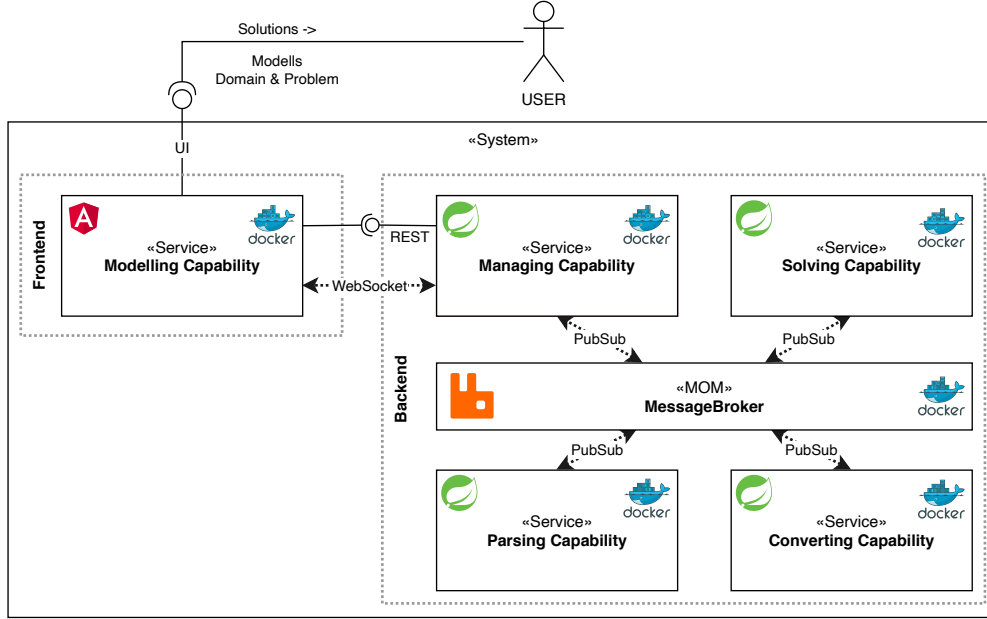 Solutions ->
Modells
Domain & Problem
USER
«System»
UI
Frontend
docker
«Service»
Modelling Capability
REST
WebSocket
Backend
docker
«Service»
Managing Capability
docker
«Service»
Solving Capability
PubSub
PubSub
«MOM»
MessageBroker
docker
PubSub
PubSub
docker
«Service»
Parsing Capability
docker
«Service»
Converting Capability